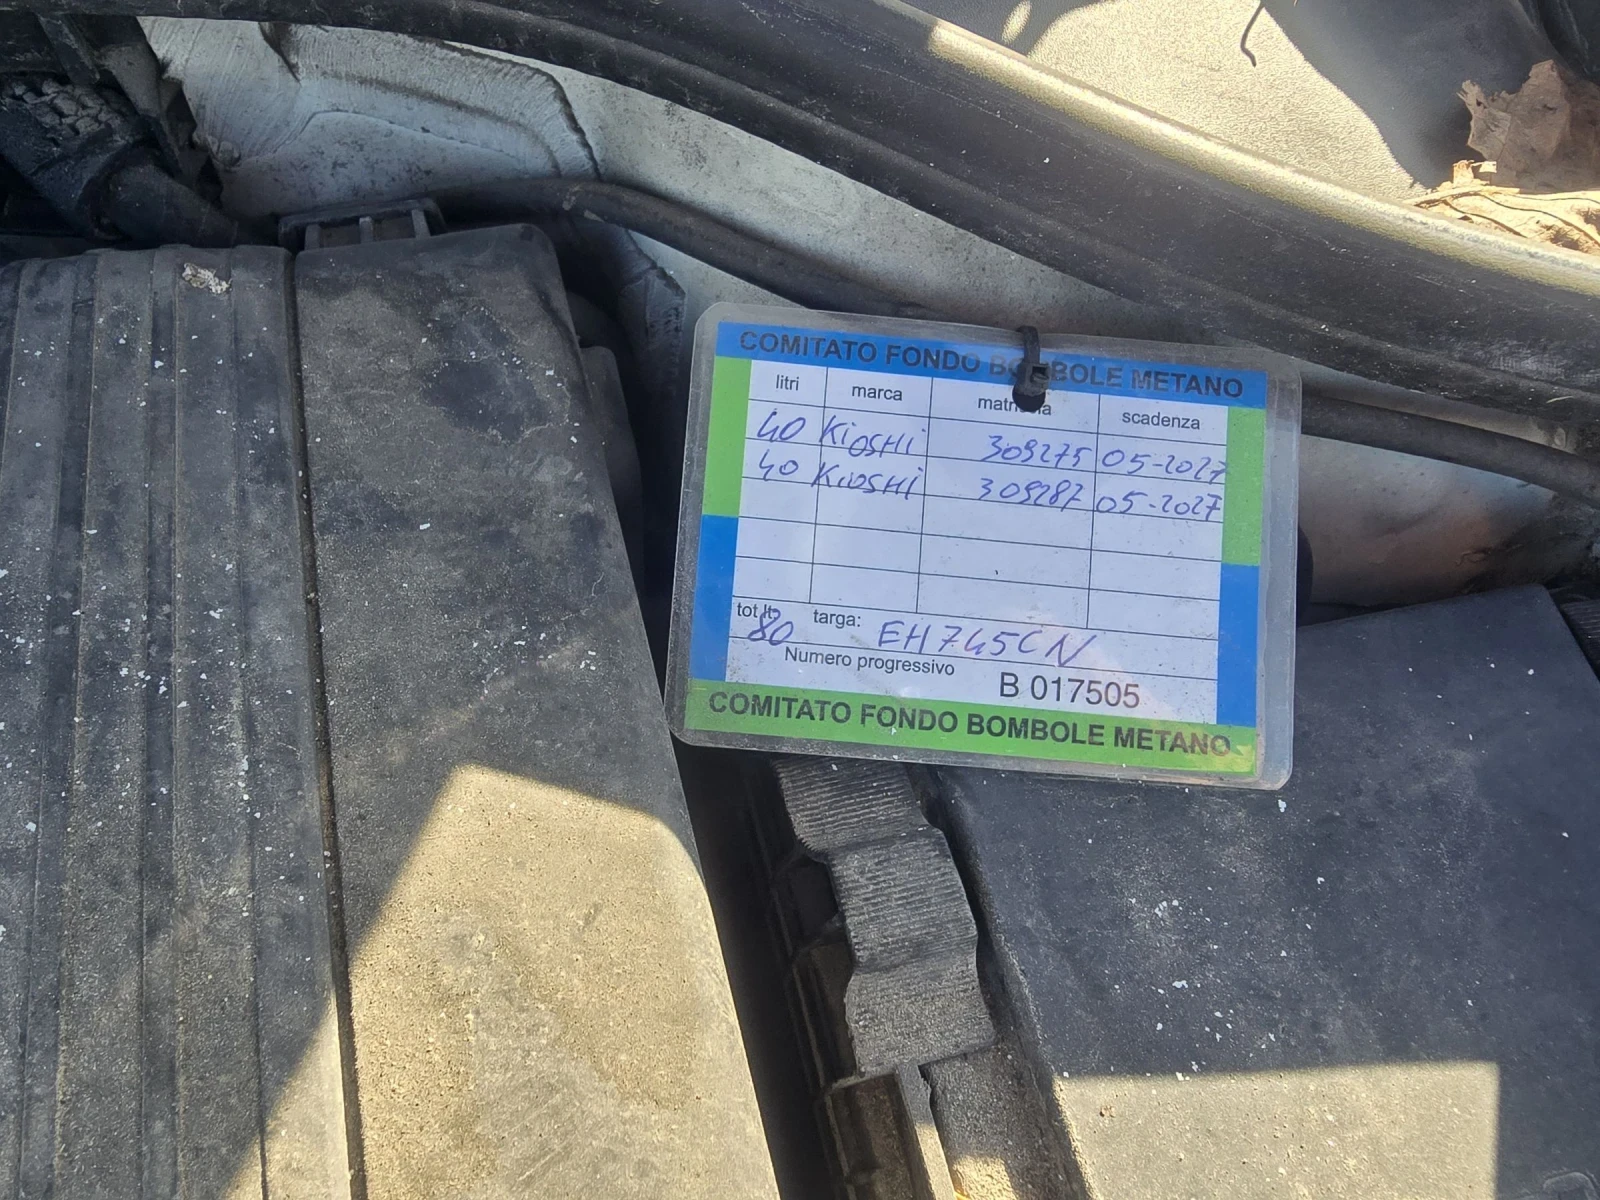 COMITATO FONDO BOMBOLE METANO
litri marca matricola scadenza
40 KiOSHi 309275 05-2027
40 KiOSHi 309287 05-2027
tot lt. targa:
80 EH745CN
Numero progressivo B 017505
COMITATO FONDO BOMBOLE METANO